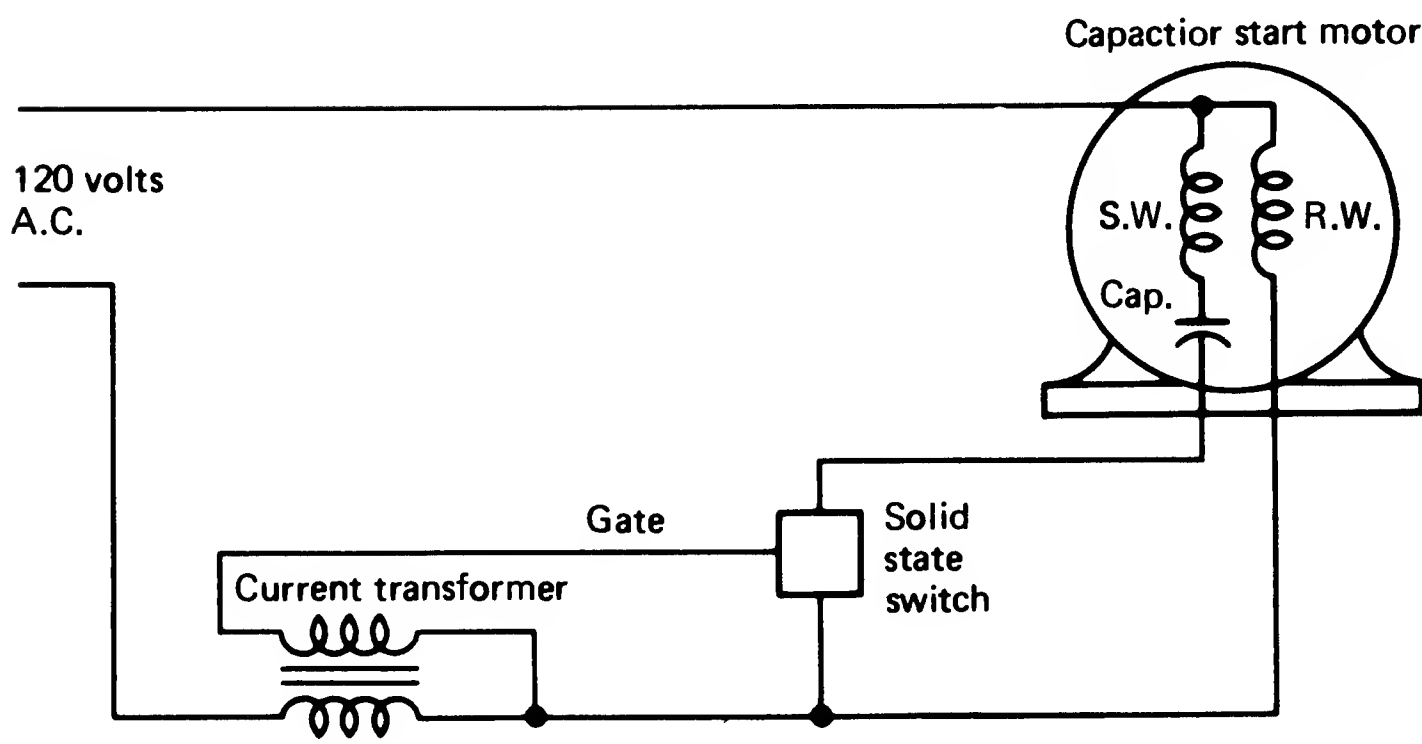 Capactior start motor
120 volts
A.C.
S.W.
R.W.
Cap.
Gate
Solid
state
switch
Current transformer